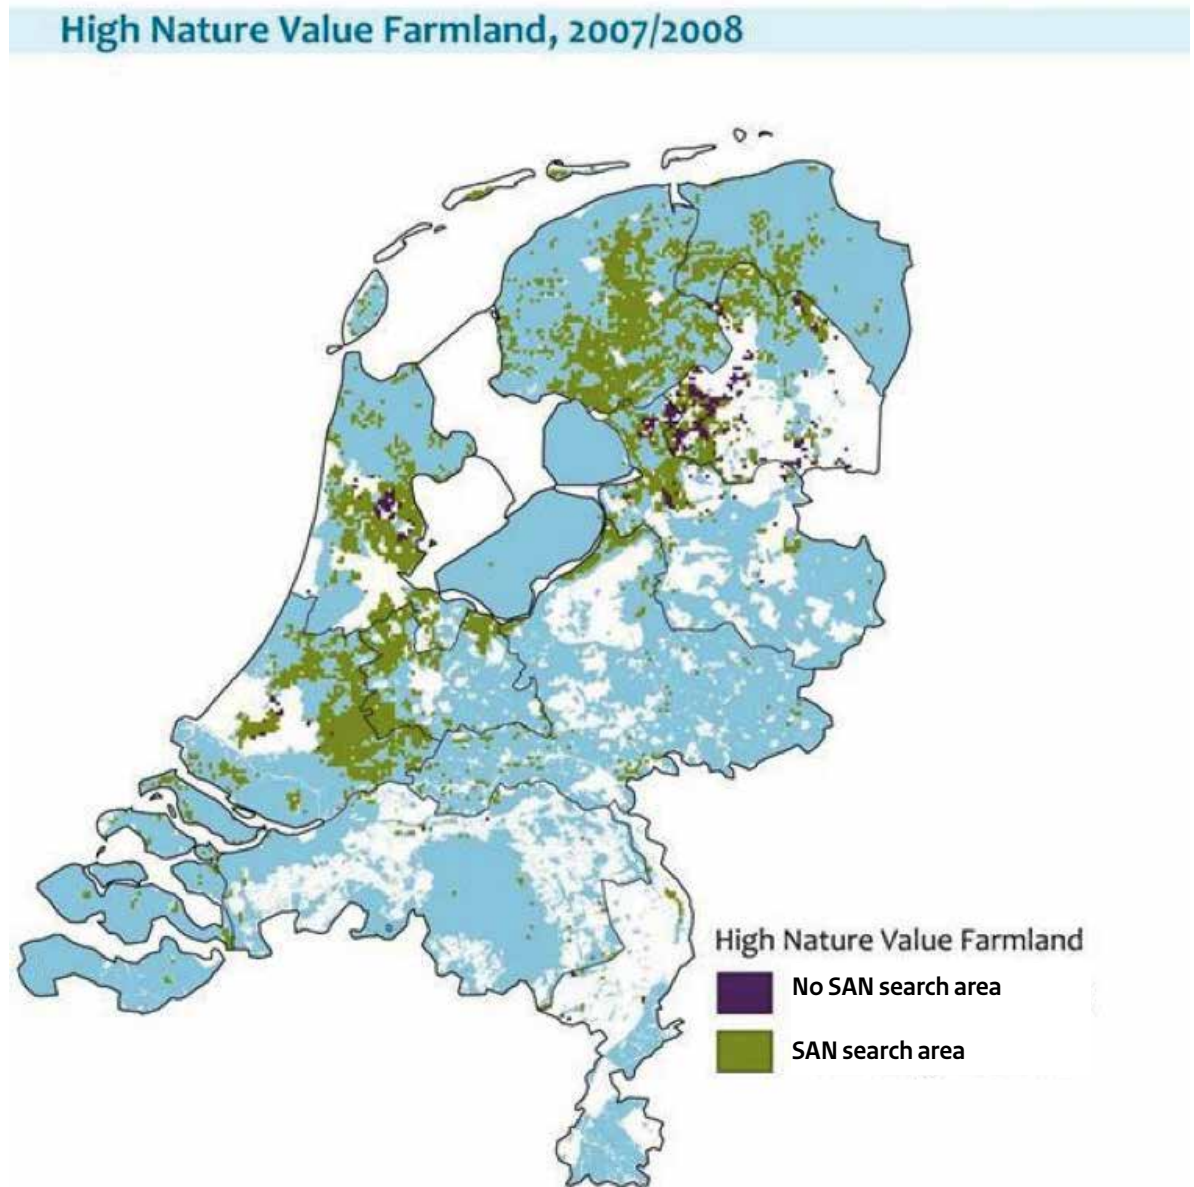 High Nature Value Farmland, 2007/2008
High Nature Value Farmland
No SAN search area
SAN search area